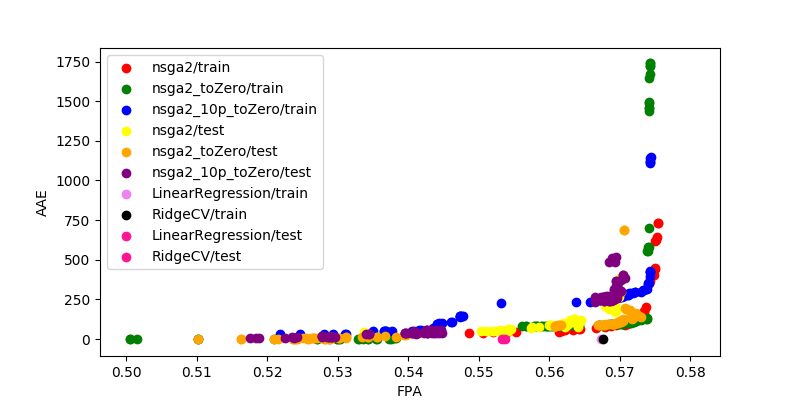 1750
1500
1250
1000
750
500
250
0
AAE
nsga2/train
nsga2_toZero/train
nsga2_10p_toZero/train
nsga2/test
nsga2_toZero/test
nsga2_10p_toZero/test
LinearRegression/train
RidgeCV/train
LinearRegression/test
RidgeCV/test
0.50 0.51 0.52 0.53 0.54 0.55 0.56 0.57 0.58
FPA